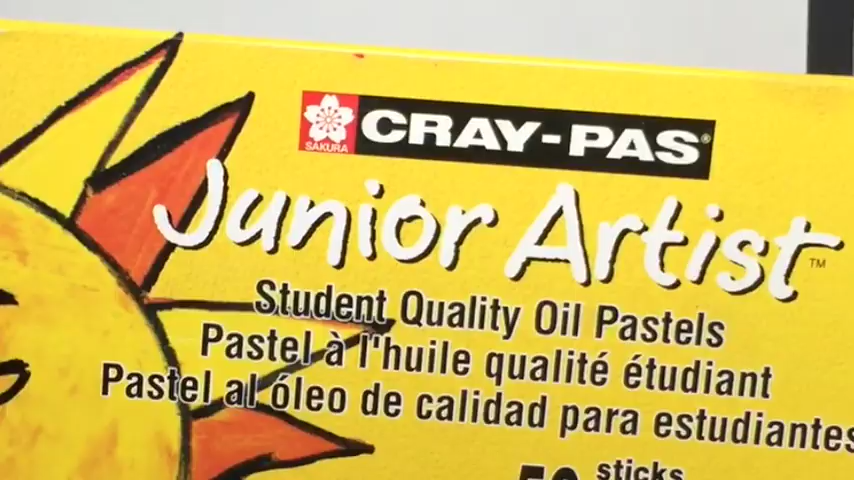 SAKURA
CRAY-PAS®
Junior Artist™
Student Quality Oil Pastels
Pastel à l'huile qualité étudiant
Pastel al óleo de calidad para estudiantes
sticks